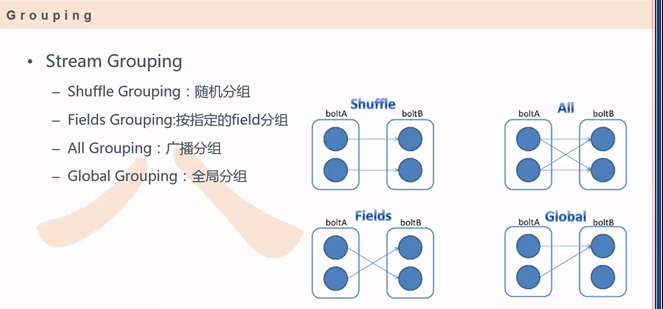 Grouping
• Stream Grouping
– Shuffle Grouping：随机分组
– Fields Grouping:按指定的field分组
– All Grouping：广播分组
– Global Grouping：全局分组
Shuffle
boltA boltB
All
boltA boltB
Fields
boltA boltB
Global
boltA boltB